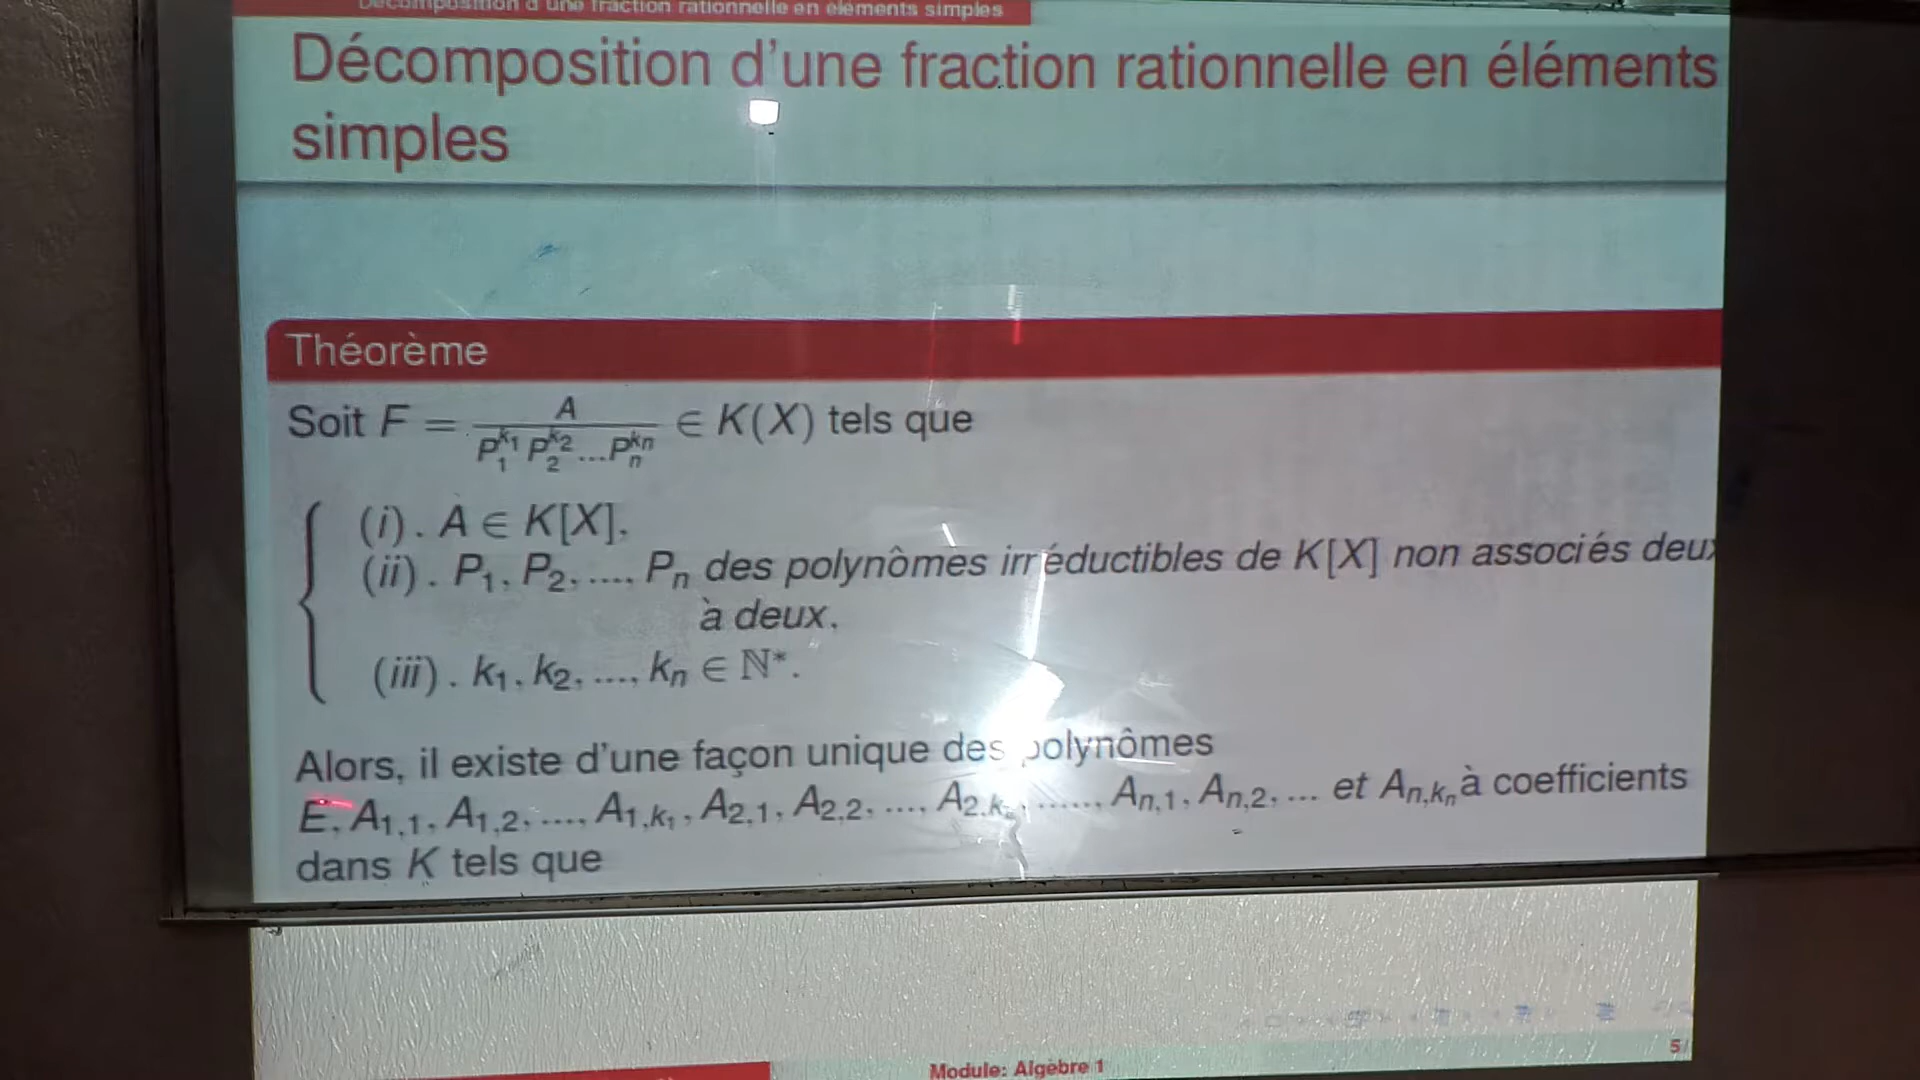 Décomposition d'une fraction rationnelle en éléments simples
Décomposition d'une fraction rationnelle en éléments
simples
Théorème
Soit F = A / P₁^k₁ P₂^k₂ ... Pₙ^kₙ ∈ K(X) tels que
(i). A ∈ K[X].
(ii). P₁, P₂, ...., Pₙ des polynômes irréductibles de K[X] non associés deux
à deux.
(iii). k₁, k₂, ...., kₙ ∈ ℕ*.
Alors, il existe d'une façon unique des polynômes
E, A₁,₁, A₁,₂, ...., A₁,k₁, A₂,₁, A₂,₂, ...., A₂,k₂, ......, Aₙ,₁, Aₙ,₂, ... et Aₙ,kₙ à coefficients
dans K tels que
Module: Algèbre 1
5